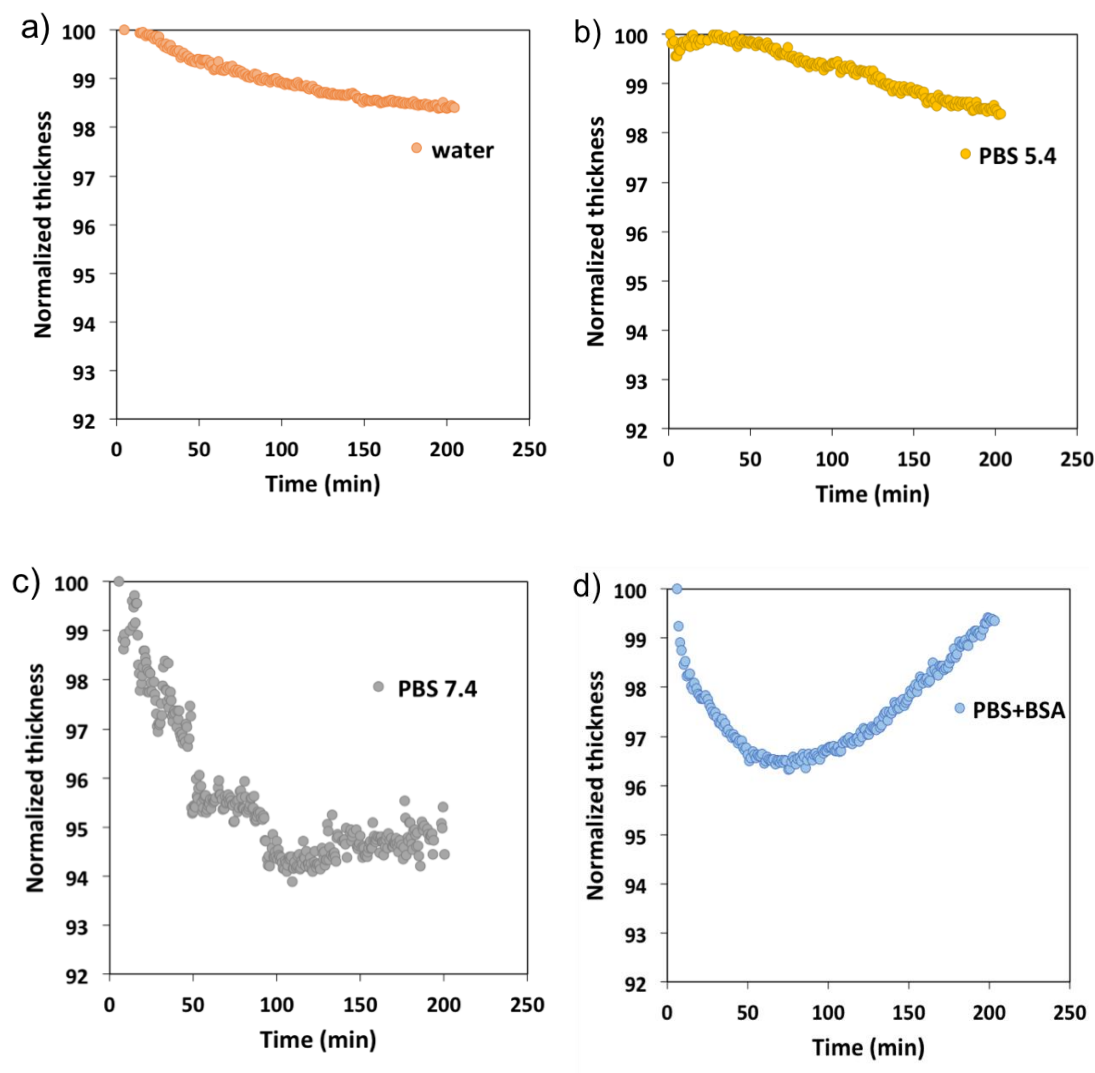 a)
100
99
98
97
96
95
94
93
92
Normalized thickness
water
0 50 100 150 200 250
Time (min)
b)
100
99
98
97
96
95
94
93
92
Normalized thickness
PBS 5.4
0 50 100 150 200 250
Time (min)
c)
100
99
98
97
96
95
94
93
92
Normalized thickness
PBS 7.4
0 50 100 150 200 250
Time (min)
d)
100
99
98
97
96
95
94
93
92
Normalized thickness
PBS+BSA
0 50 100 150 200 250
Time (min)